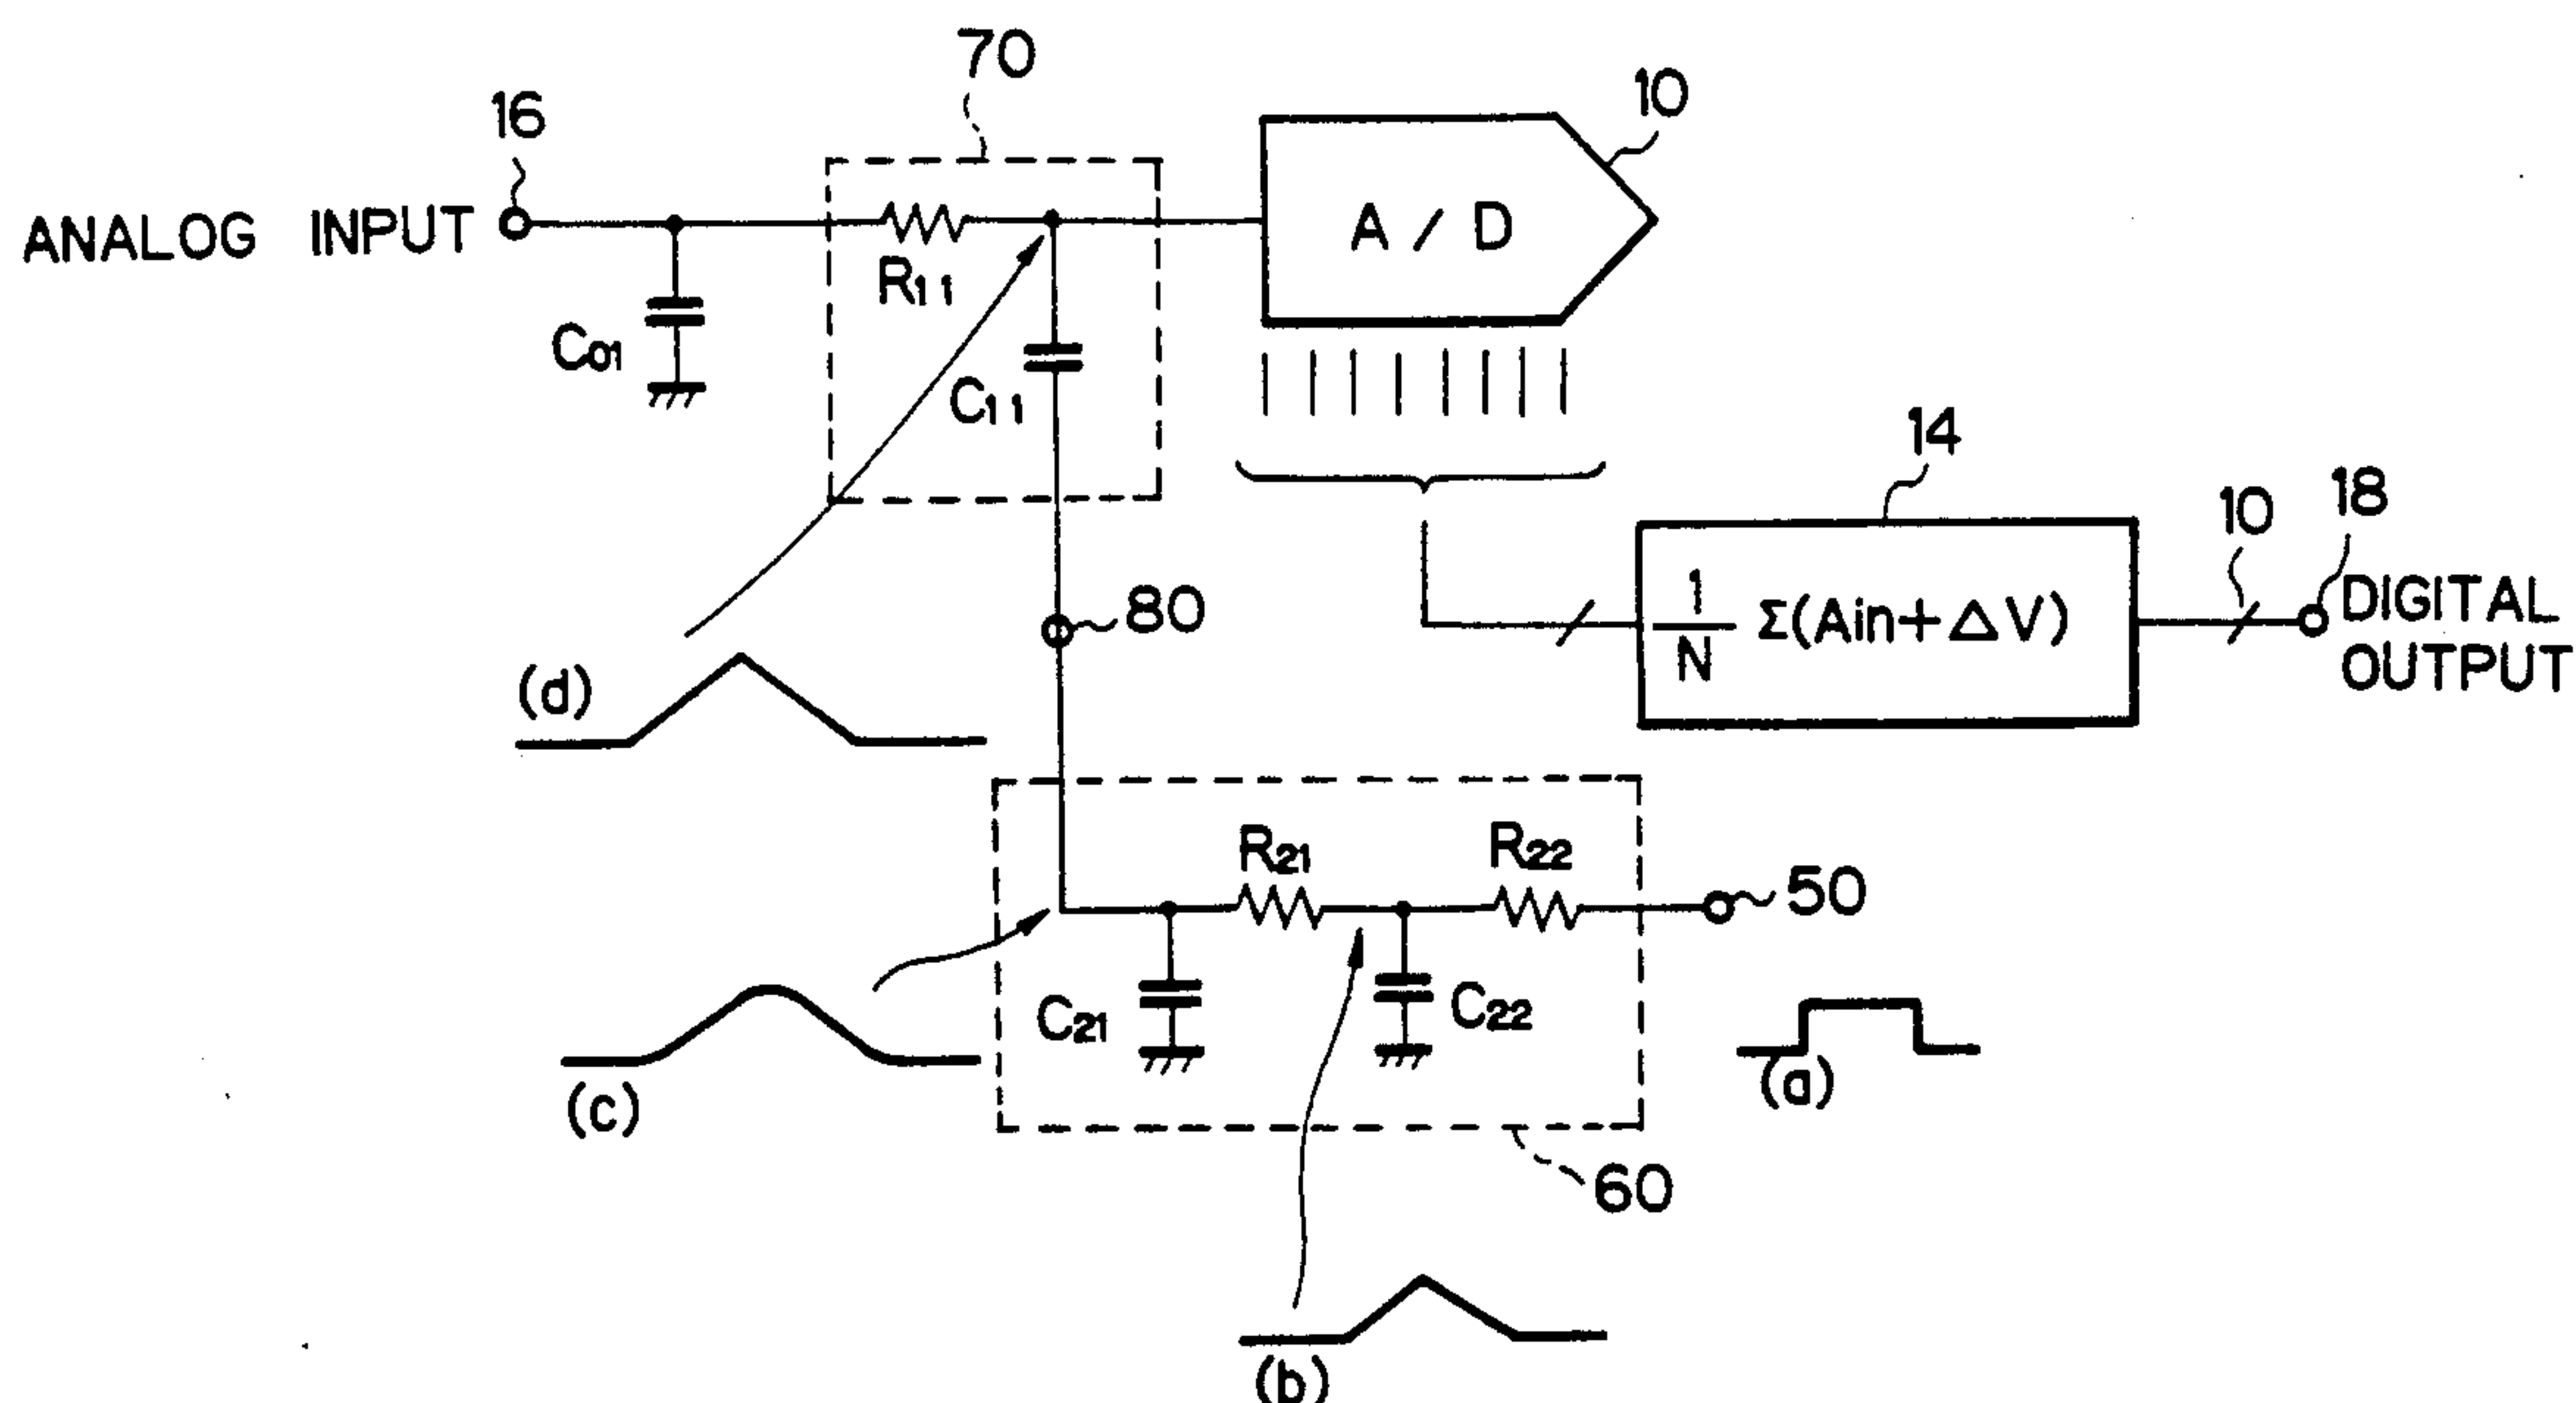 70
16
10
ANALOG INPUT
A / D
R11
C01
C11
14
10
18
1/N Σ(Ain+ΔV)
DIGITAL
OUTPUT
80
(d)
R21
R22
50
C21
C22
(a)
(c)
60
(b)